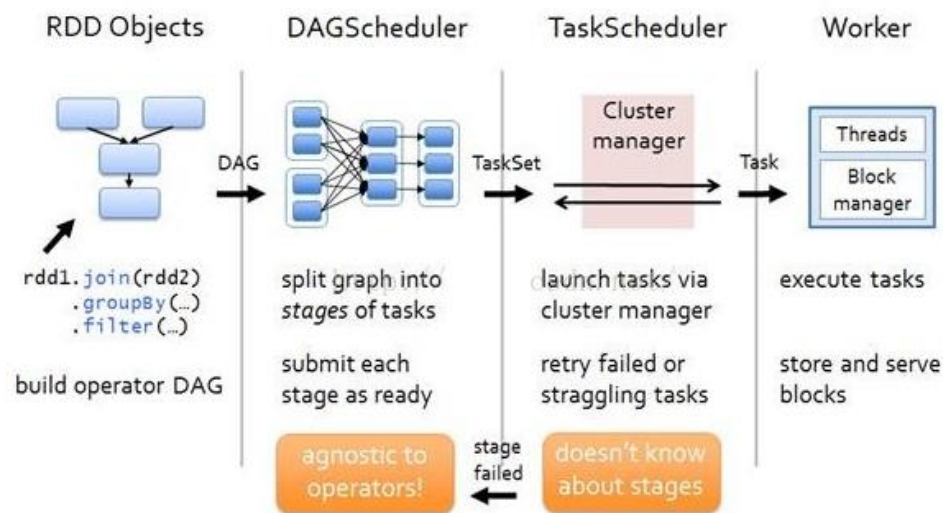 RDD Objects
DAGScheduler
TaskScheduler
Worker
DAG
TaskSet
Cluster
manager
Task
Threads
Block
manager
rdd1.join(rdd2)
.groupBy(…)
.filter(…)
build operator DAG
split graph into
stages of tasks
submit each
stage as ready
agnostic to
operators!
launch tasks via
cluster manager
retry failed or
straggling tasks
stage
failed
doesn't know
about stages
execute tasks
store and serve
blocks